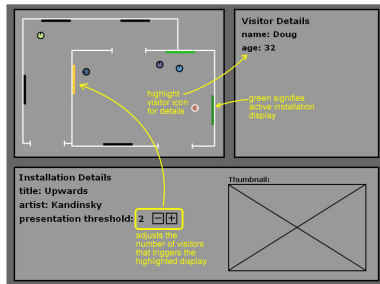 Visitor Details
name: Doug
age: 32
highlight
visitor icon
for details
green signifies
active installation
display
Installation Details
title: Upwards
artist: Kandinsky
presentation threshold: 2 − +
adjusts the
number of visitors
that triggers the
highlighted display
Thumbnail: